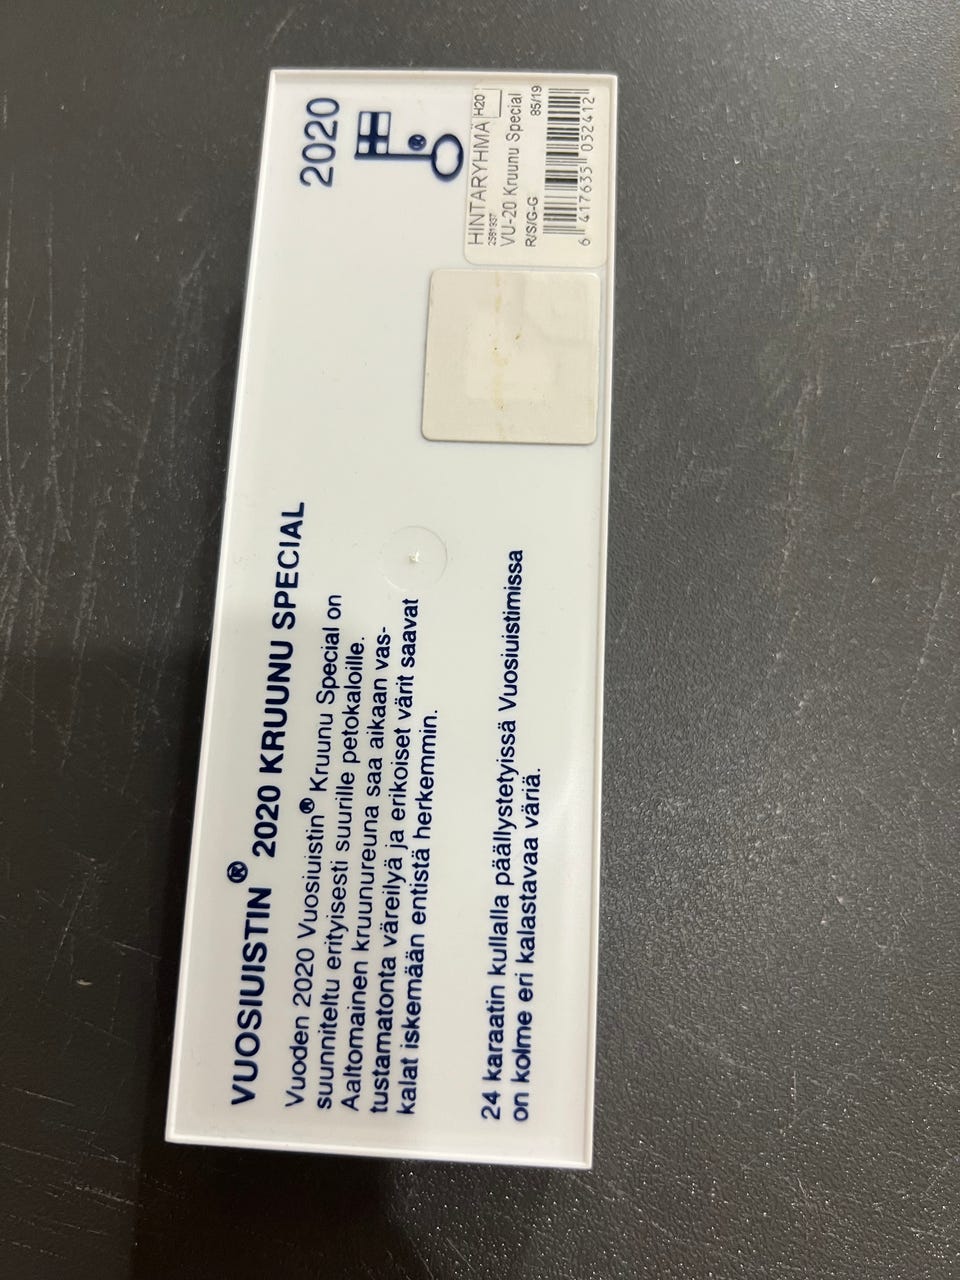 2020
HINTARYHMÄ H20
2981937
VU-20 Kruunu Special
R/S/G-G 85/19
6 417635 052412
VUOSIUISTIN® 2020 KRUUNU SPECIAL
Vuoden 2020 Vuosiuistin® Kruunu Special on
suunniteltu erityisesti suurille petokaloille.
Aaltomainen kruunureuna saa aikaan vas-
tustamatonta väreilyä ja erikoiset värit saavat
kalat iskemään entistä herkemmin.
24 karaatin kullalla päällystetyissä Vuosiuistimissa
on kolme eri kalastavaa väriä.